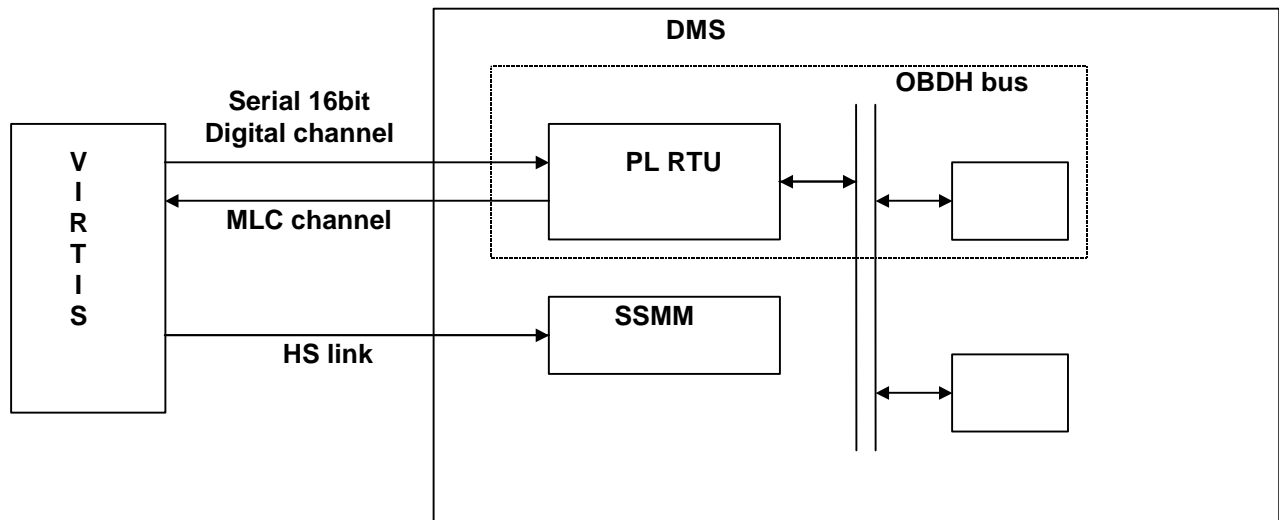 DMS
OBDH bus
Serial 16bit
Digital channel
V
I
R
T
I
S
PL RTU
MLC channel
SSMM
HS link